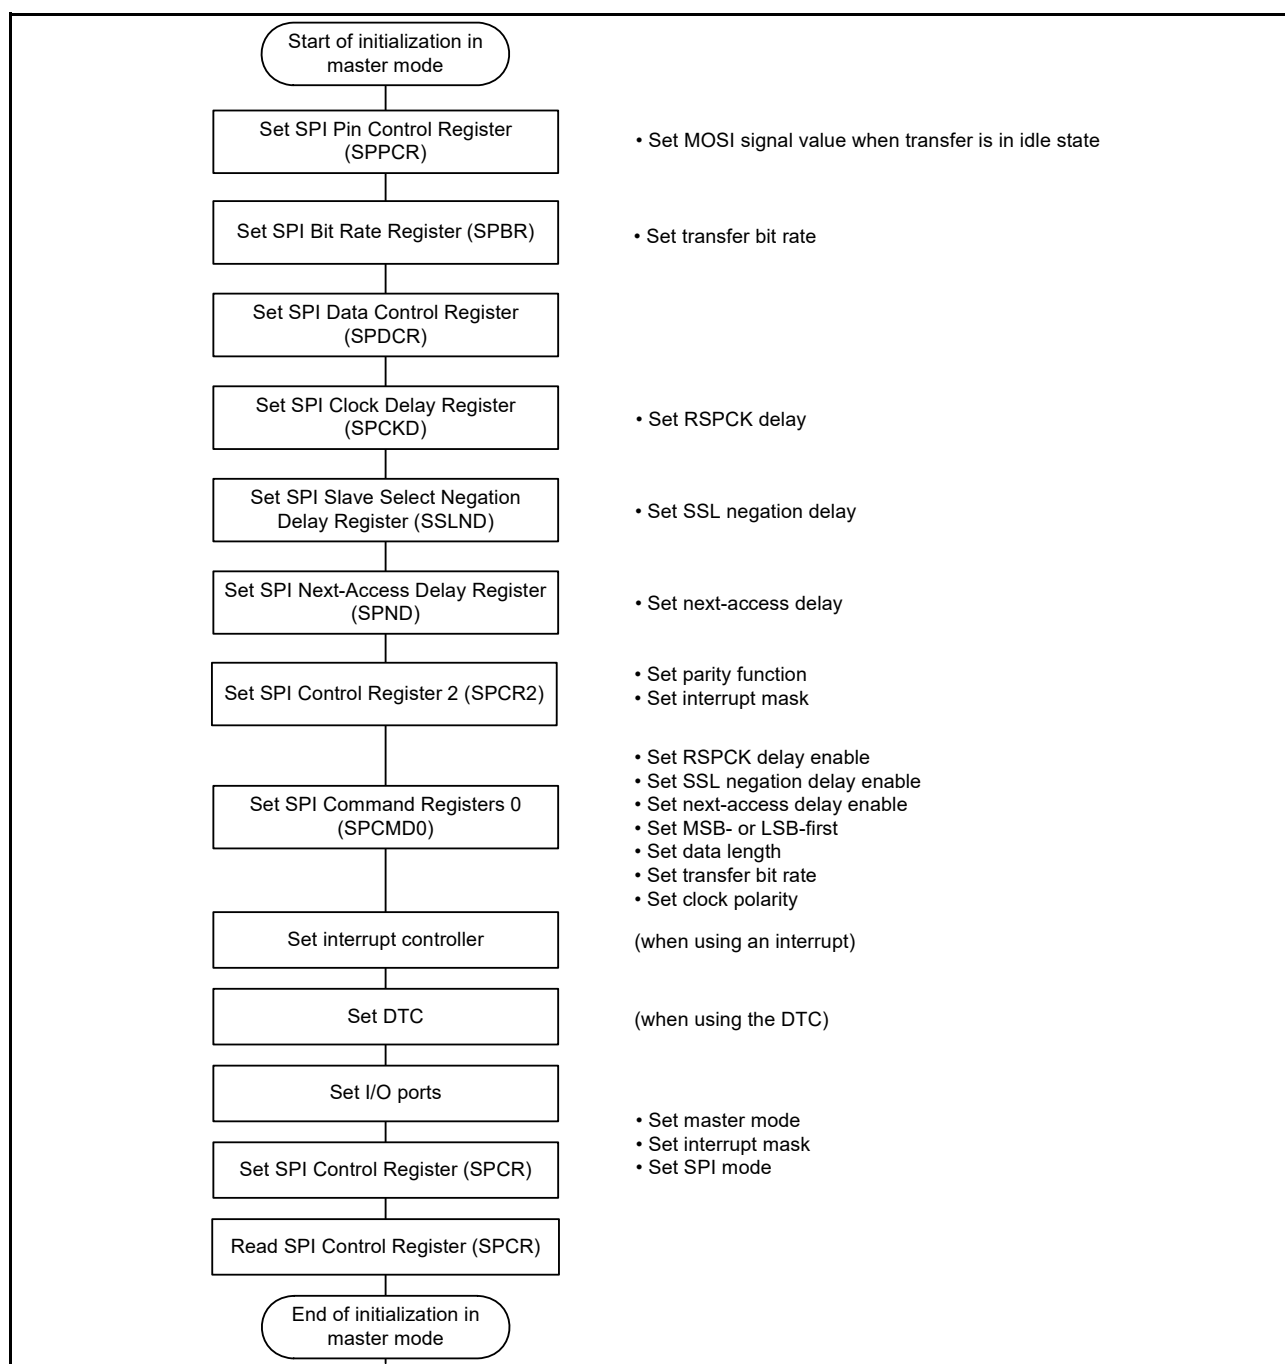 Start of initialization in
master mode
Set SPI Pin Control Register
(SPPCR)
• Set MOSI signal value when transfer is in idle state
Set SPI Bit Rate Register (SPBR)
• Set transfer bit rate
Set SPI Data Control Register
(SPDCR)
Set SPI Clock Delay Register
(SPCKD)
• Set RSPCK delay
Set SPI Slave Select Negation
Delay Register (SSLND)
• Set SSL negation delay
Set SPI Next-Access Delay Register
(SPND)
• Set next-access delay
Set SPI Control Register 2 (SPCR2)
• Set parity function
• Set interrupt mask
Set SPI Command Registers 0
(SPCMD0)
• Set RSPCK delay enable
• Set SSL negation delay enable
• Set next-access delay enable
• Set MSB- or LSB-first
• Set data length
• Set transfer bit rate
• Set clock polarity
Set interrupt controller
(when using an interrupt)
Set DTC
(when using the DTC)
Set I/O ports
Set SPI Control Register (SPCR)
• Set master mode
• Set interrupt mask
• Set SPI mode
Read SPI Control Register (SPCR)
End of initialization in
master mode